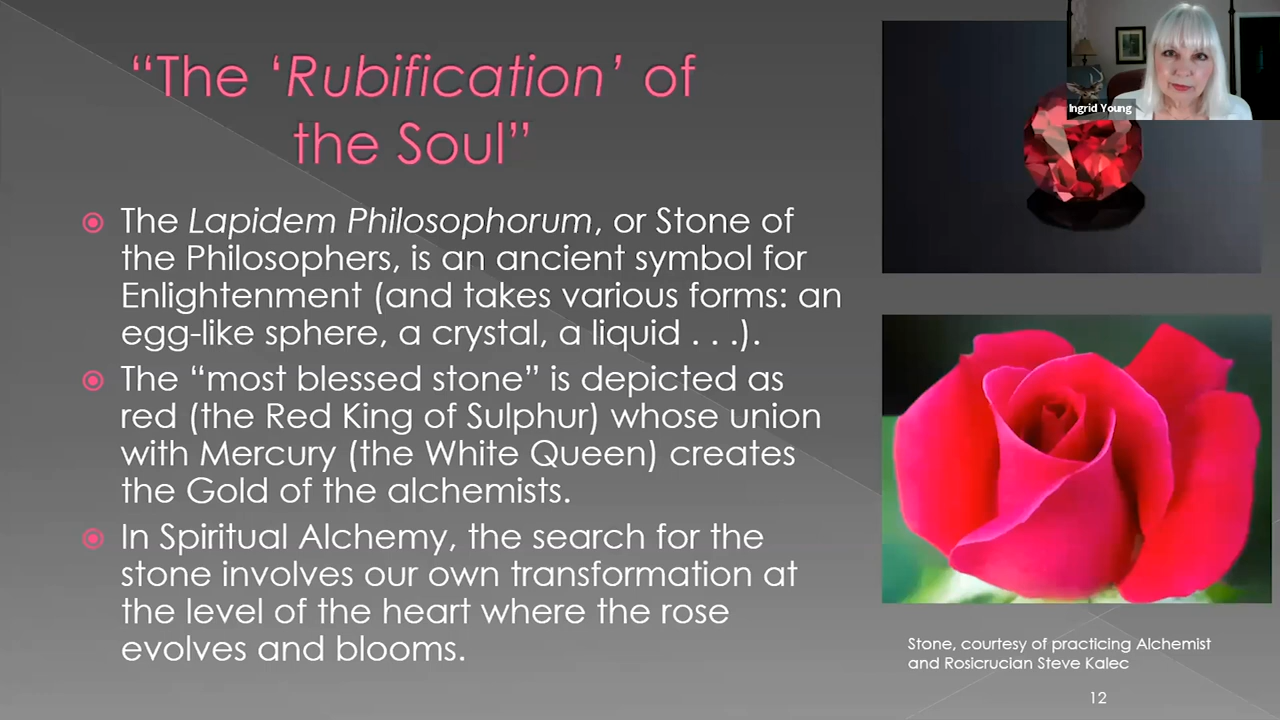 “The ‘Rubification’ of
the Soul”
The Lapidem Philosophorum, or Stone of
the Philosophers, is an ancient symbol for
Enlightenment (and takes various forms: an
egg-like sphere, a crystal, a liquid . . .).
The “most blessed stone” is depicted as
red (the Red King of Sulphur) whose union
with Mercury (the White Queen) creates
the Gold of the alchemists.
In Spiritual Alchemy, the search for the
stone involves our own transformation at
the level of the heart where the rose
evolves and blooms.
Ingrid Young
Stone, courtesy of practicing Alchemist
and Rosicrucian Steve Kalec
12